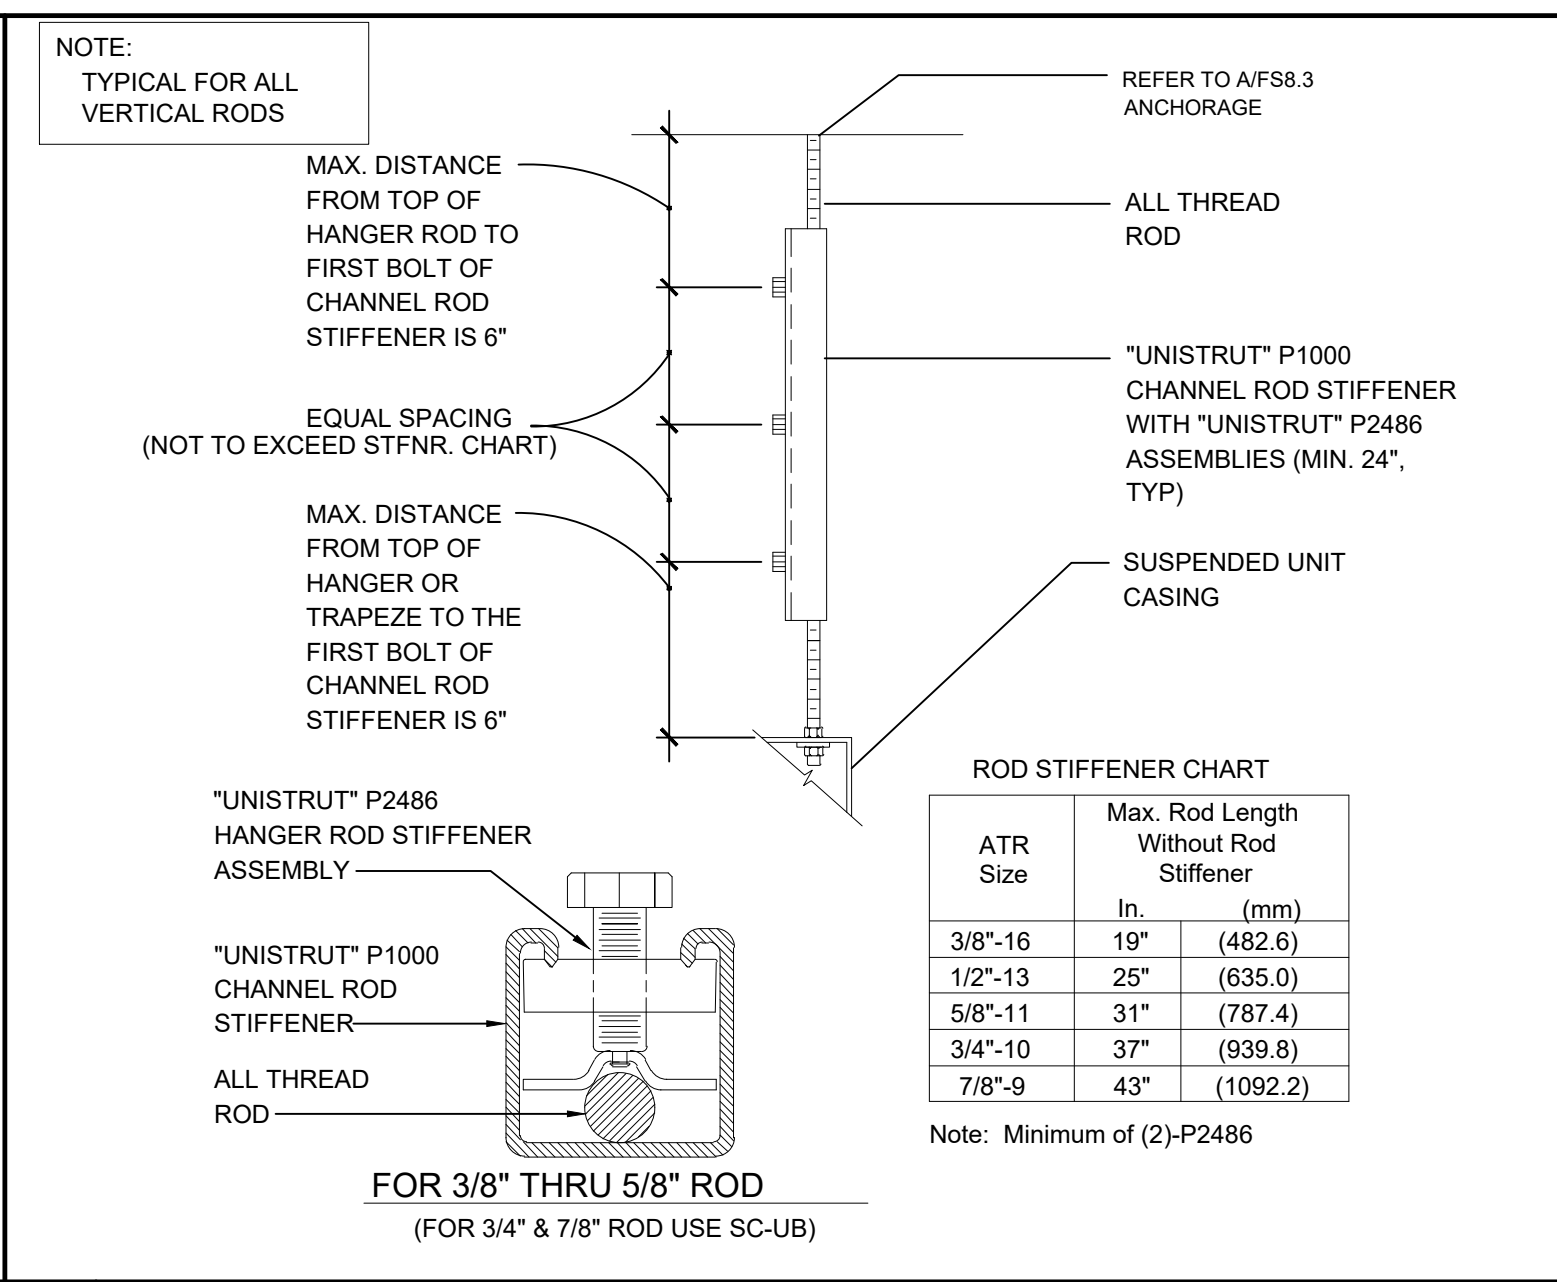 NOTE:
TYPICAL FOR ALL
VERTICAL RODS
REFER TO A/FS8.3
ANCHORAGE
MAX. DISTANCE
FROM TOP OF
HANGER ROD TO
FIRST BOLT OF
CHANNEL ROD
STIFFENER IS 6"
ALL THREAD
ROD
EQUAL SPACING
(NOT TO EXCEED STFNR. CHART)
"UNISTRUT" P1000
CHANNEL ROD STIFFENER
WITH "UNISTRUT" P2486
ASSEMBLIES (MIN. 24",
TYP)
MAX. DISTANCE
FROM TOP OF
HANGER OR
TRAPEZE TO THE
FIRST BOLT OF
CHANNEL ROD
STIFFENER IS 6"
SUSPENDED UNIT
CASING
"UNISTRUT" P2486
HANGER ROD STIFFENER
ASSEMBLY
"UNISTRUT" P1000
CHANNEL ROD
STIFFENER
ALL THREAD
ROD
FOR 3/8" THRU 5/8" ROD
(FOR 3/4" & 7/8" ROD USE SC-UB)
ROD STIFFENER CHART
ATR
Size
Max. Rod Length
Without Rod
Stiffener
In. (mm)
3/8"-16 19" (482.6)
1/2"-13 25" (635.0)
5/8"-11 31" (787.4)
3/4"-10 37" (939.8)
7/8"-9 43" (1092.2)
Note: Minimum of (2)-P2486